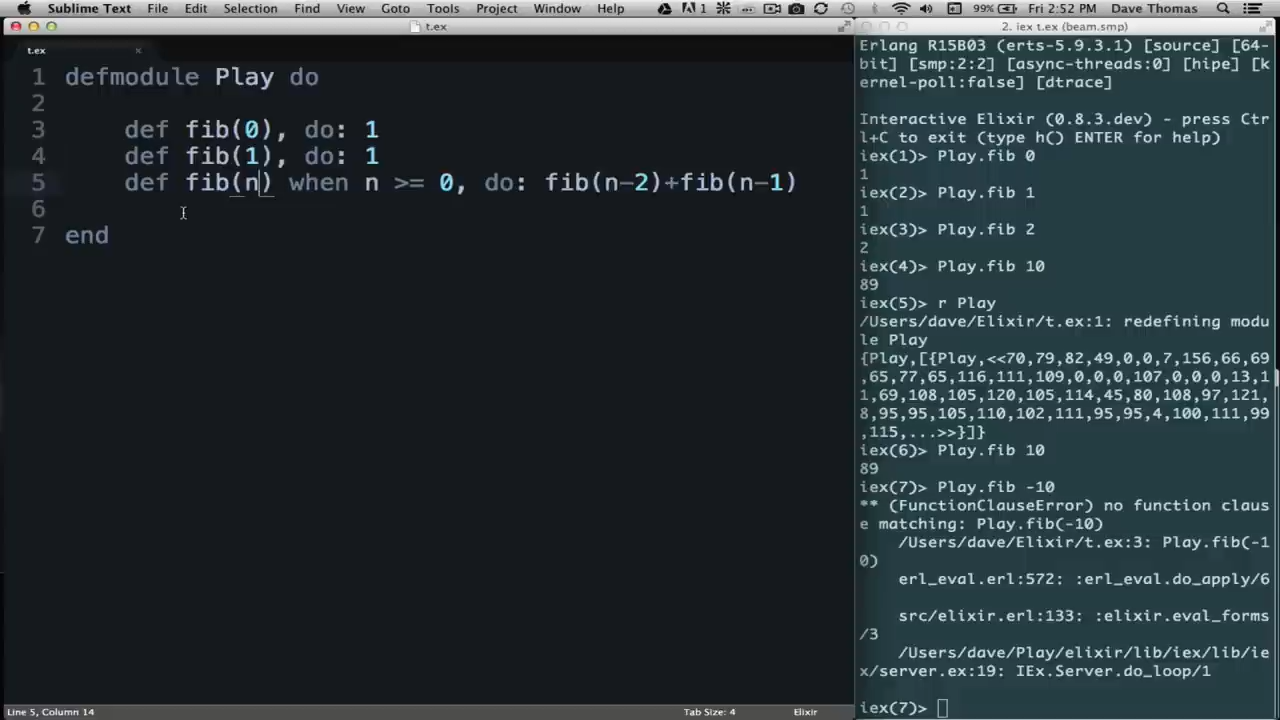 Sublime Text File Edit Selection Find View Goto Tools Project Window Help 1 99% Fri 2:52 PM Dave Thomas
t.ex
2. iex t.ex (beam.smp)
t.ex
1 defmodule Play do
2
3 def fib(0), do: 1
4 def fib(1), do: 1
5 def fib(n) when n >= 0, do: fib(n-2)+fib(n-1)
6
7 end
Line 5, Column 14
Tab Size: 4
Elixir
Erlang R15B03 (erts-5.9.3.1) [source] [64-
bit] [smp:2:2] [async-threads:0] [hipe] [k
ernel-poll:false] [dtrace]
Interactive Elixir (0.8.3.dev) - press Ctr
l+C to exit (type h() ENTER for help)
iex(1)> Play.fib 0
1
iex(2)> Play.fib 1
1
iex(3)> Play.fib 2
2
iex(4)> Play.fib 10
89
iex(5)> r Play
/Users/dave/Elixir/t.ex:1: redefining modu
le Play
{Play,[{Play,<<70,79,82,49,0,0,7,156,66,69
,65,77,65,116,111,109,0,0,0,107,0,0,0,13,1
1,69,108,105,120,105,114,45,80,108,97,121,
8,95,95,105,110,102,111,95,95,4,100,111,99
,115,...>>}]}
iex(6)> Play.fib 10
89
iex(7)> Play.fib -10
** (FunctionClauseError) no function claus
e matching: Play.fib(-10)
/Users/dave/Elixir/t.ex:3: Play.fib(-1
0)
erl_eval.erl:572: :erl_eval.do_apply/6
src/elixir.erl:133: :elixir.eval_forms
/3
/Users/dave/Play/elixir/lib/iex/lib/ie
x/server.ex:19: IEx.Server.do_loop/1
iex(7)>